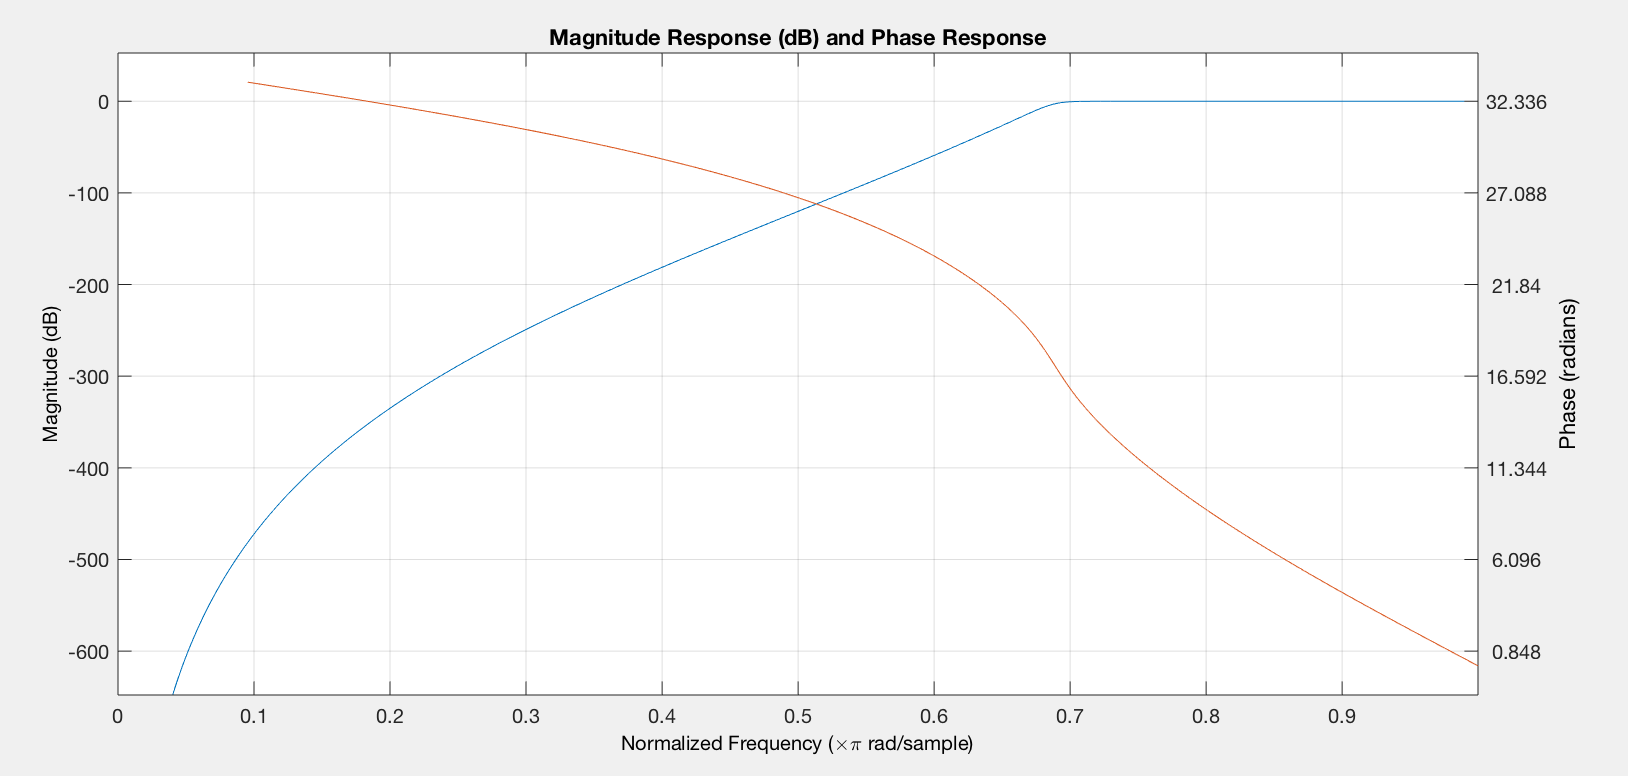 Magnitude Response (dB) and Phase Response
Magnitude (dB)
0
-100
-200
-300
-400
-500
-600
32.336
27.088
21.84
16.592
11.344
6.096
0.848
Phase (radians)
0 0.1 0.2 0.3 0.4 0.5 0.6 0.7 0.8 0.9
Normalized Frequency (×π rad/sample)